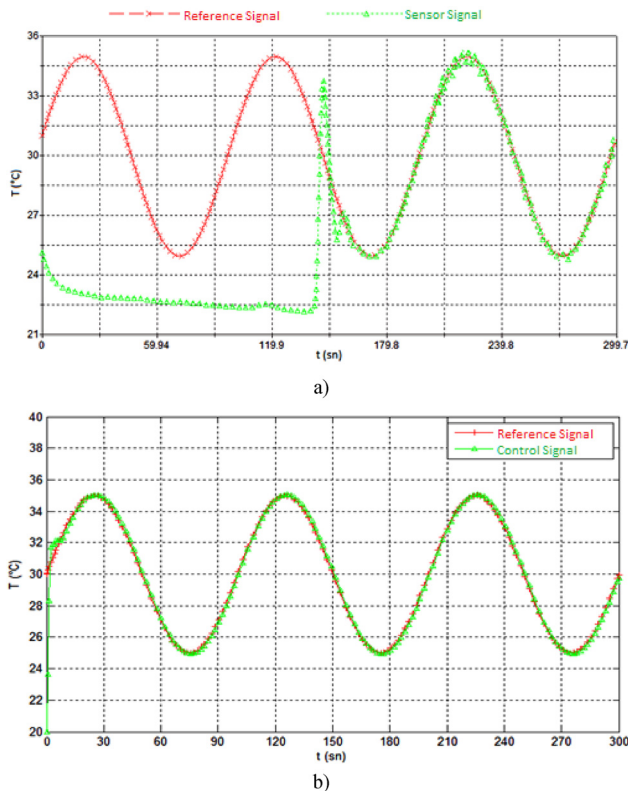 Reference Signal Sensor Signal
36
33
30
27
24
21
T (°C)
0 59.94 119.9 179.8 239.8 299.7
t (sn)
a)
40
38
36
34
32
30
28
26
24
22
20
T (°C)
Reference Signal
Control Signal
0 30 60 90 120 150 180 210 240 270 300
t (sn)
b)